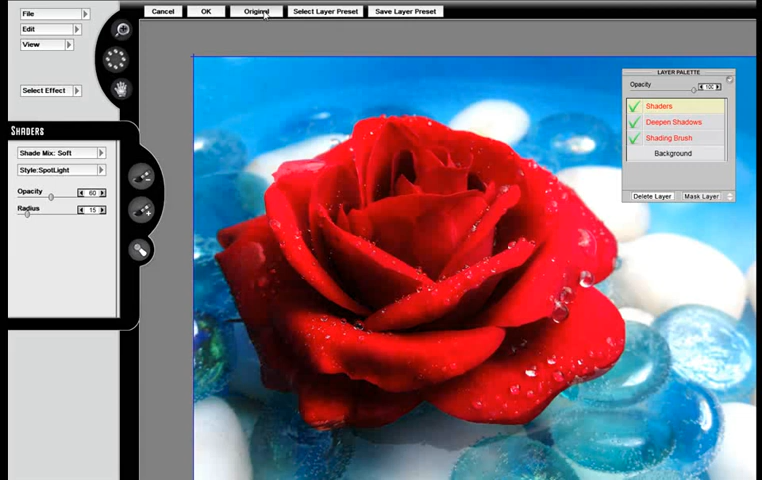 File
Edit
View
Select Effect
Cancel
OK
Original
Select Layer Preset
Save Layer Preset
SHADERS
Shade Mix: Soft
Style:SpotLight
Opacity
60
Radius
15
LAYER PALETTE
Opacity
100
Shaders
Deepen Shadows
Shading Brush
Background
Delete Layer
Mask Layer